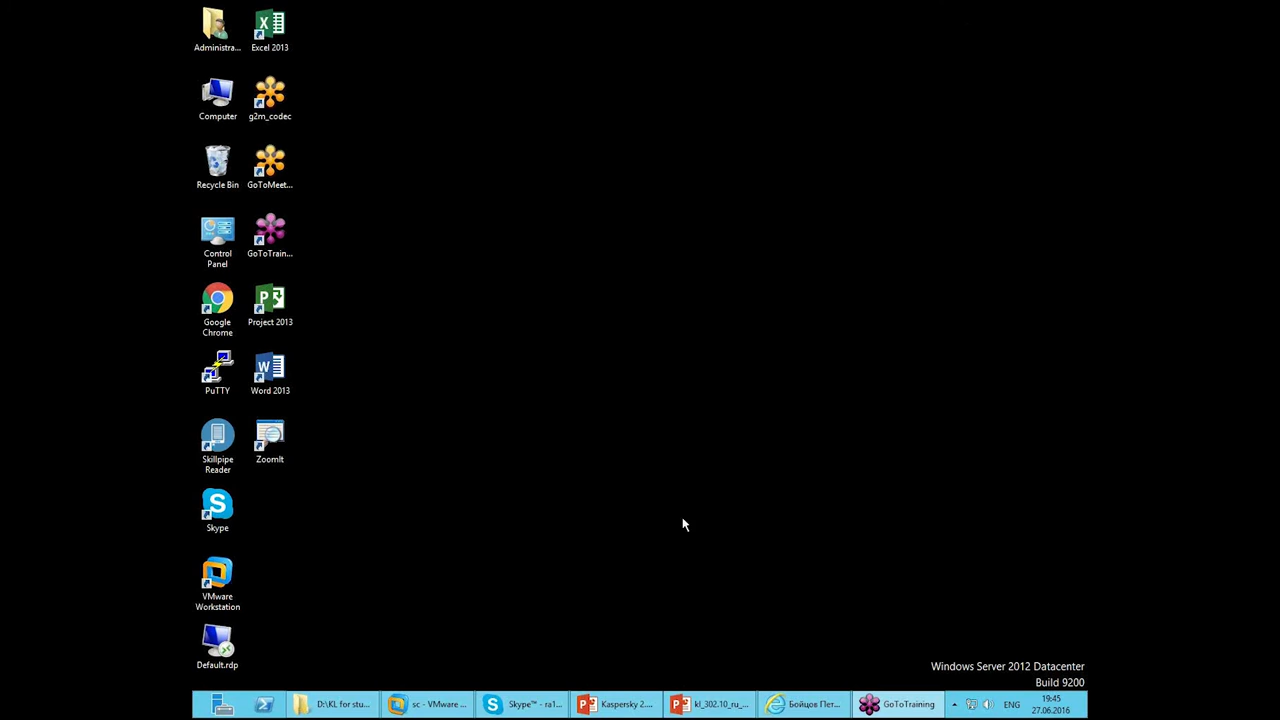 Administra...
Excel 2013
Computer
g2m_codec
Recycle Bin
GoToMeet...
Control
Panel
GoToTrain...
Google
Chrome
Project 2013
PuTTY
Word 2013
Skillpipe
Reader
ZoomIt
Skype
VMware
Workstation
Default.rdp
Windows Server 2012 Datacenter
Build 9200
D:\KL for stu...
sc - VMware ...
Skype™ - ra1...
Kaspersky 2....
kl_302.10_ru_...
Бойцов Пет...
GoToTraining
ENG
19:45
27.06.2016